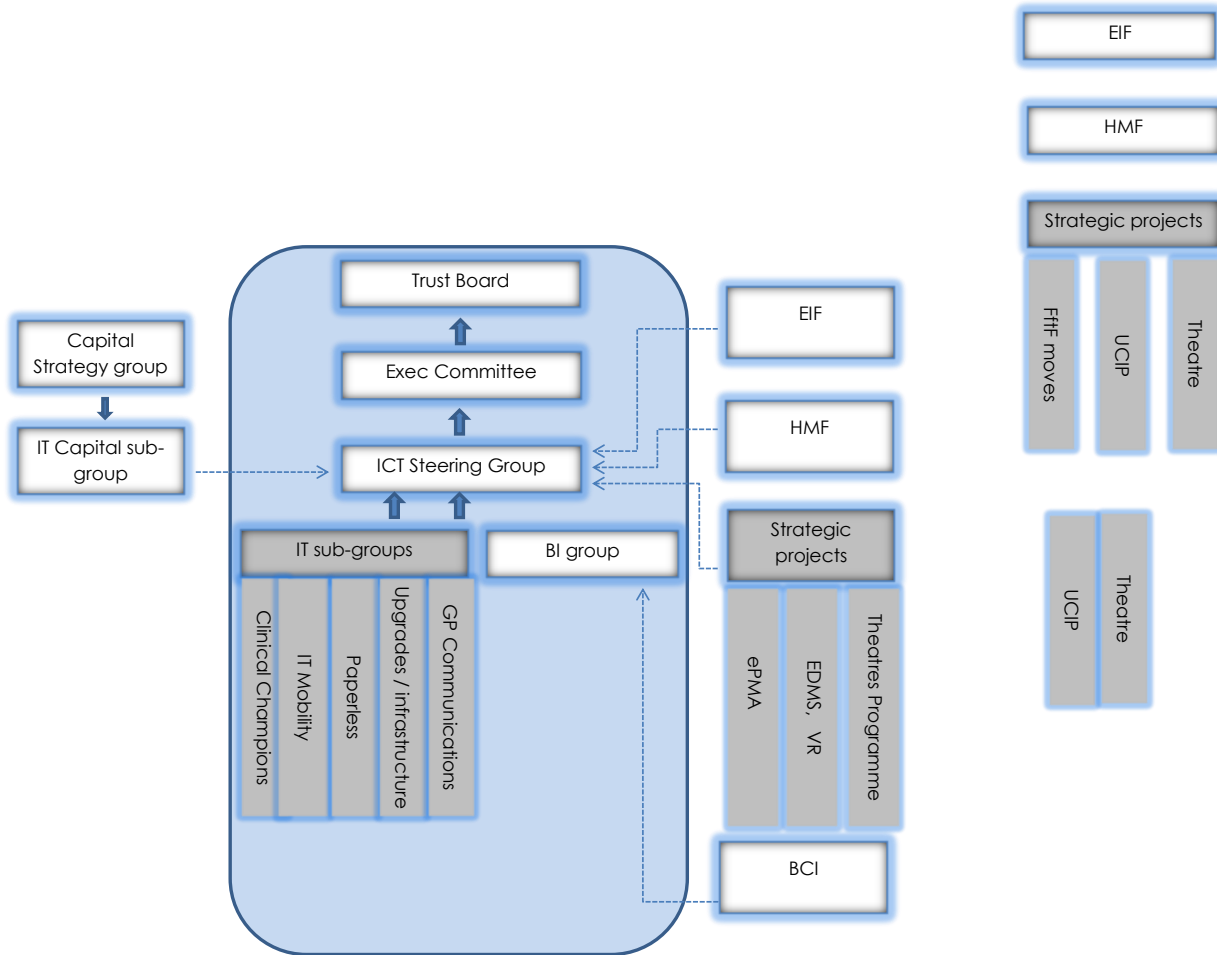 EIF
HMF
Strategic projects
FftF moves
UCIP
Theatre
Trust Board
Capital
Strategy group
Exec Committee
EIF
IT Capital sub-
group
ICT Steering Group
HMF
IT sub-groups
BI group
Strategic
projects
Clinical Champions
IT Mobility
Paperless
Upgrades / infrastructure
GP Communications
ePMA
EDMS, VR
Theatres Programme
UCIP
Theatre
BCI